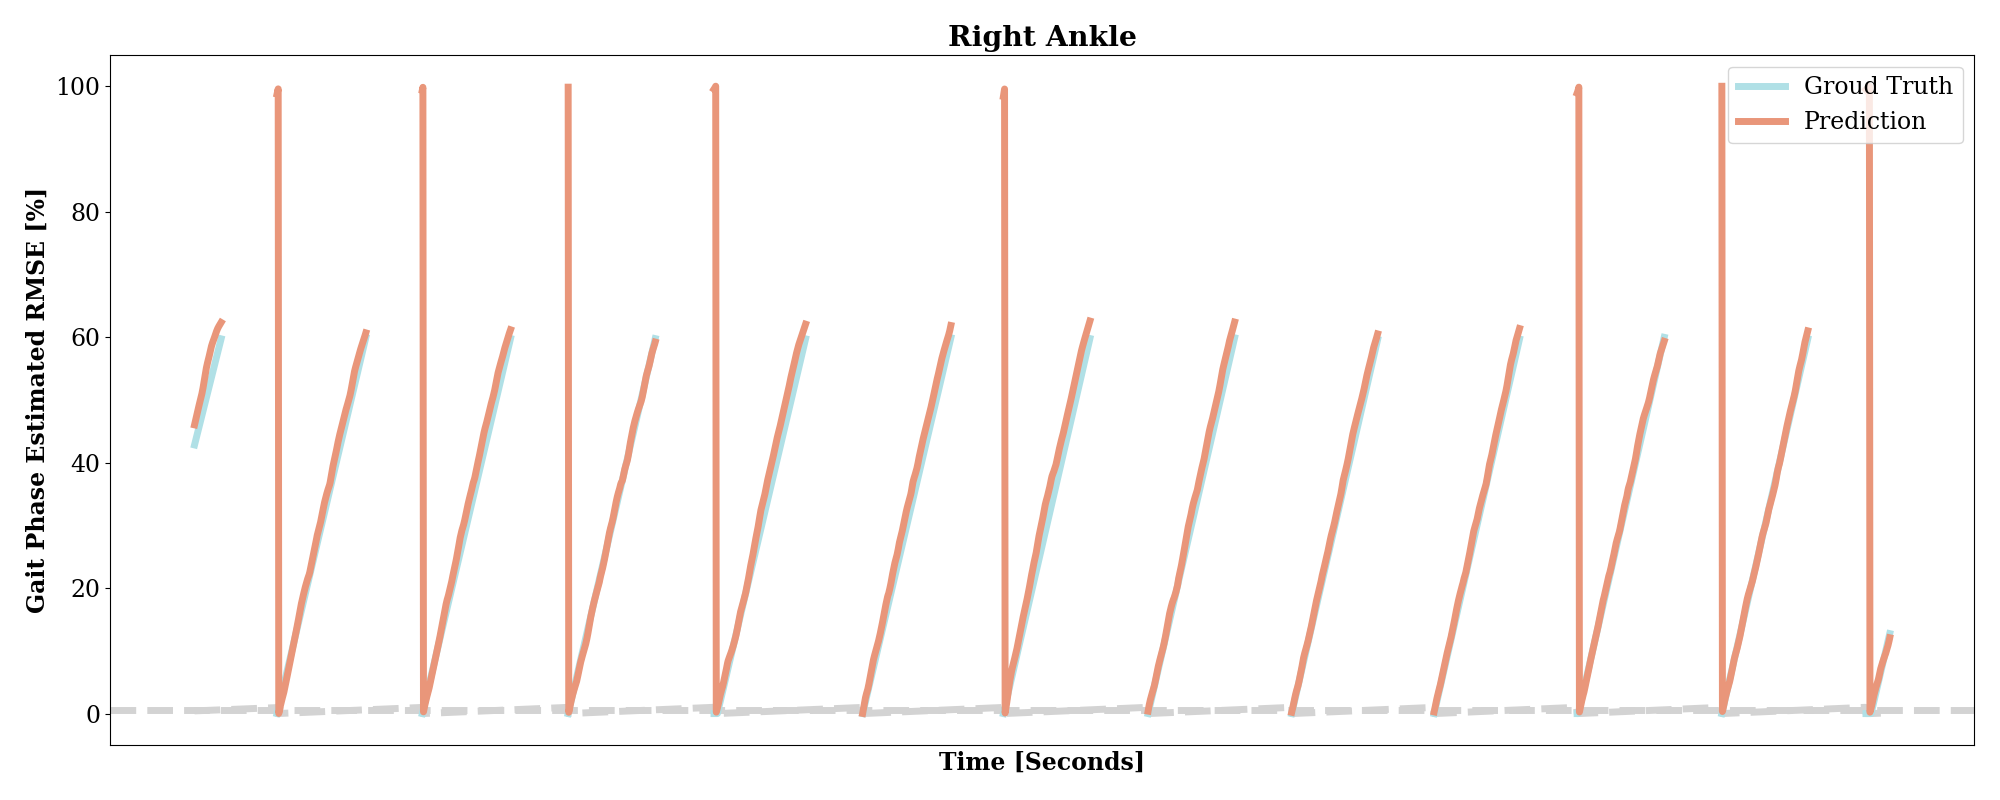 Right Ankle
Gait Phase Estimated RMSE [%]
100
80
60
40
20
0
Groud Truth
Prediction
Time [Seconds]